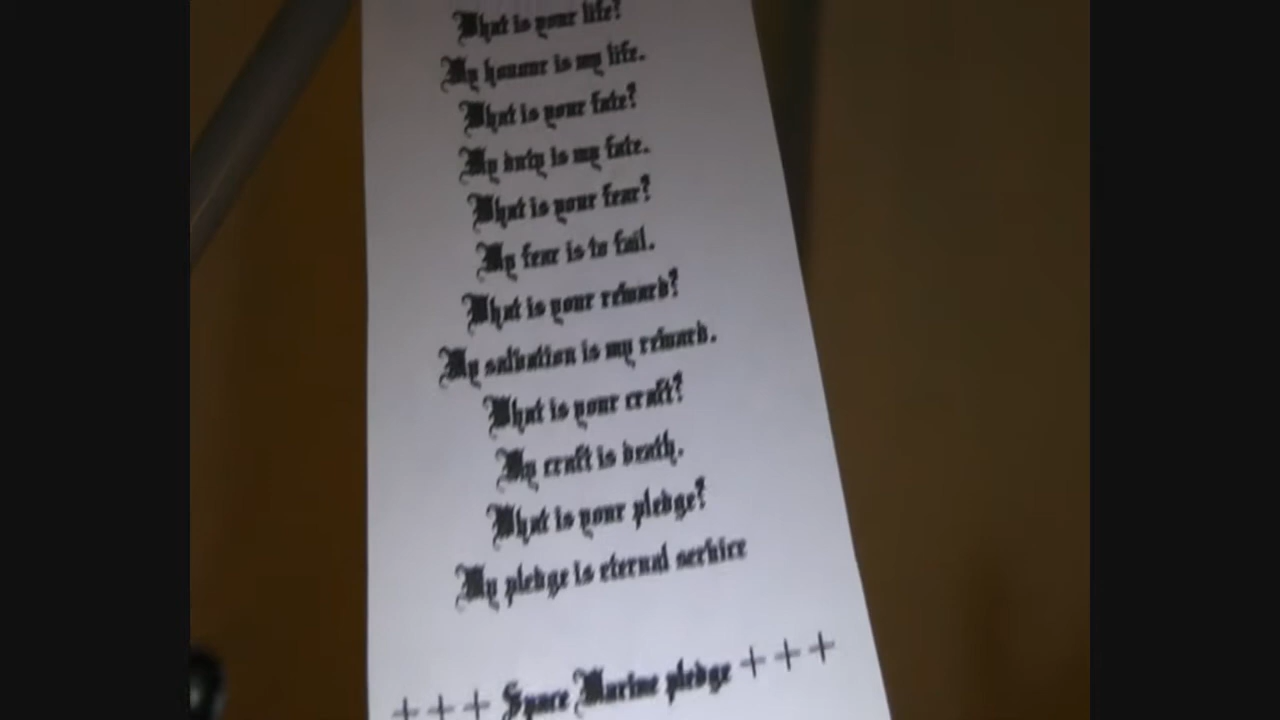 What is your life?
My honour is my life.
What is your fate?
My duty is my fate.
What is your fear?
My fear is to fail.
What is your reward?
My salvation is my reward.
What is your craft?
My craft is death.
What is your pledge?
My pledge is eternal service
+++ Space Marine pledge +++